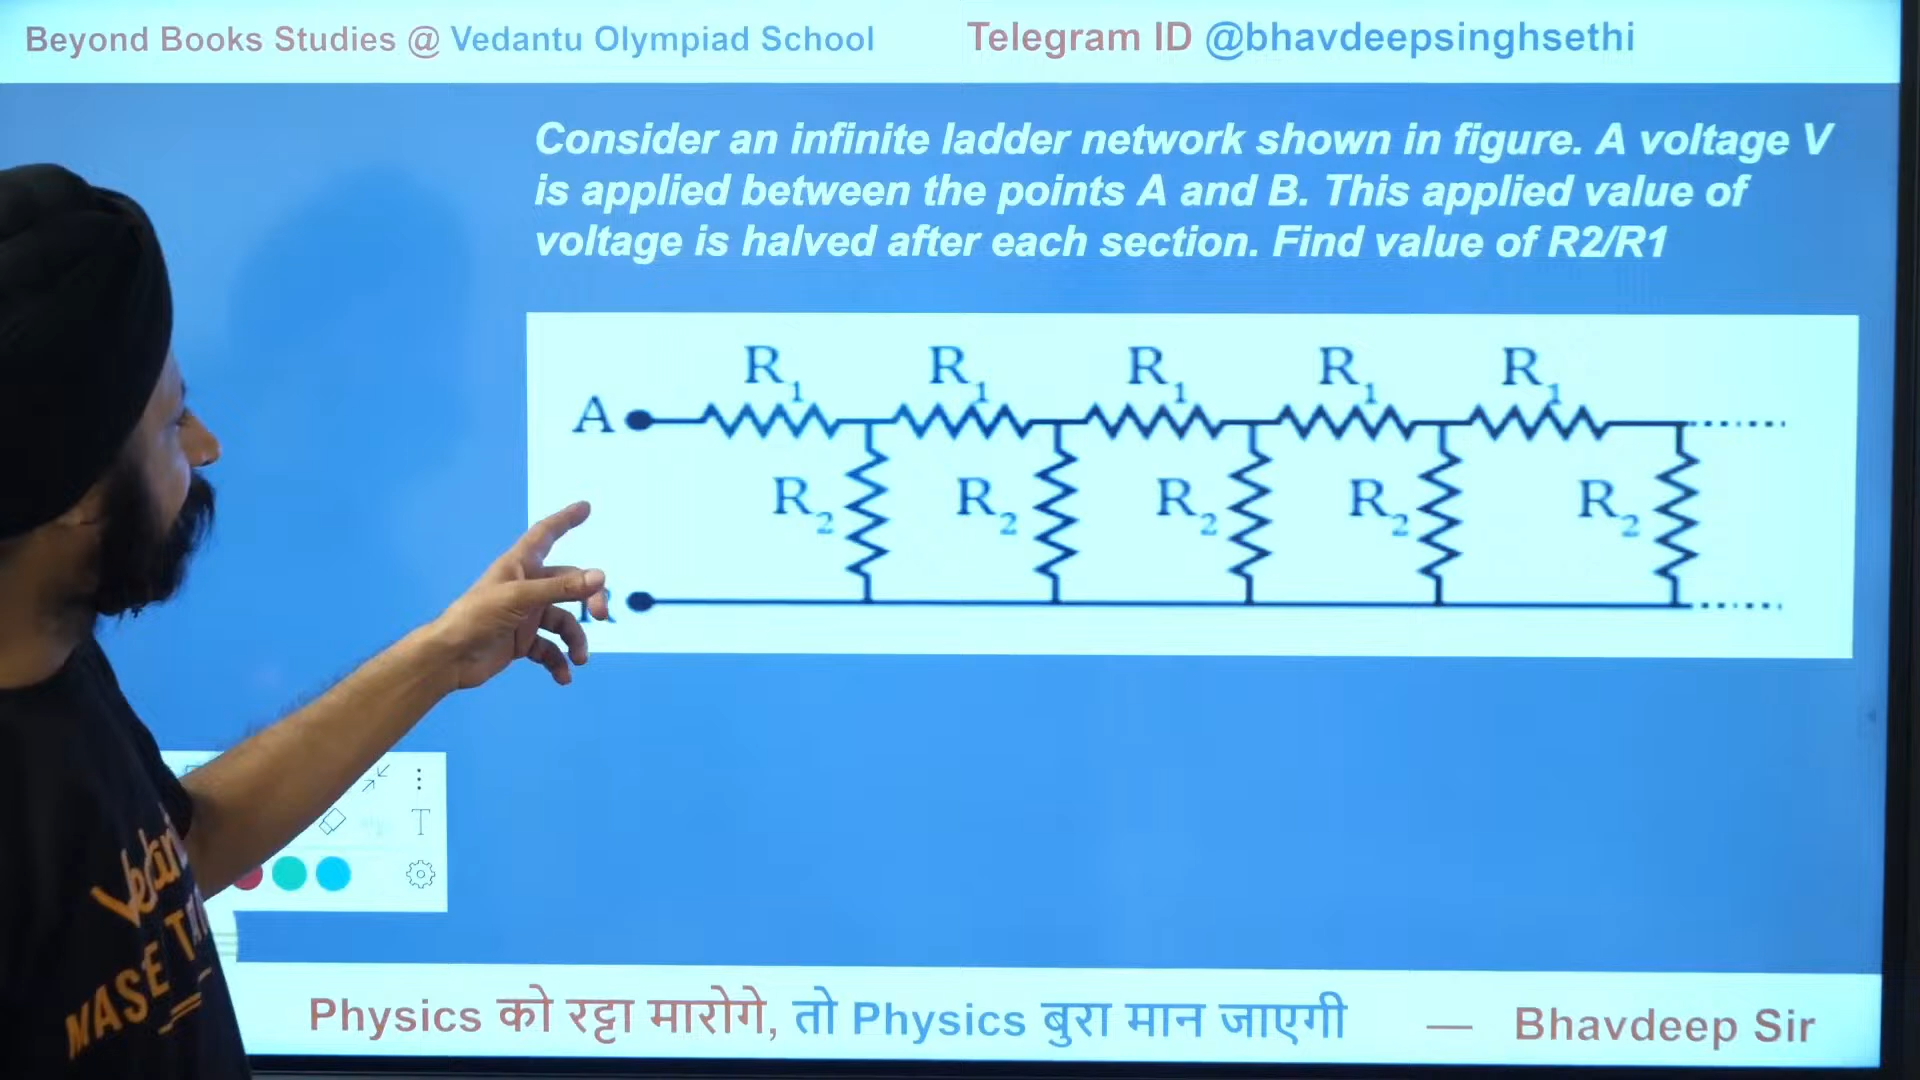 Beyond Books Studies @ Vedantu Olympiad School
Telegram ID @bhavdeepsinghsethi
Consider an infinite ladder network shown in figure. A voltage V
is applied between the points A and B. This applied value of
voltage is halved after each section. Find value of R2/R1
R1 R1 R1 R1 R1
A
R2 R2 R2 R2 R2
T
MASE
Physics को रट्टा मारोगे, तो Physics बुरा मान जाएगी — Bhavdeep Sir